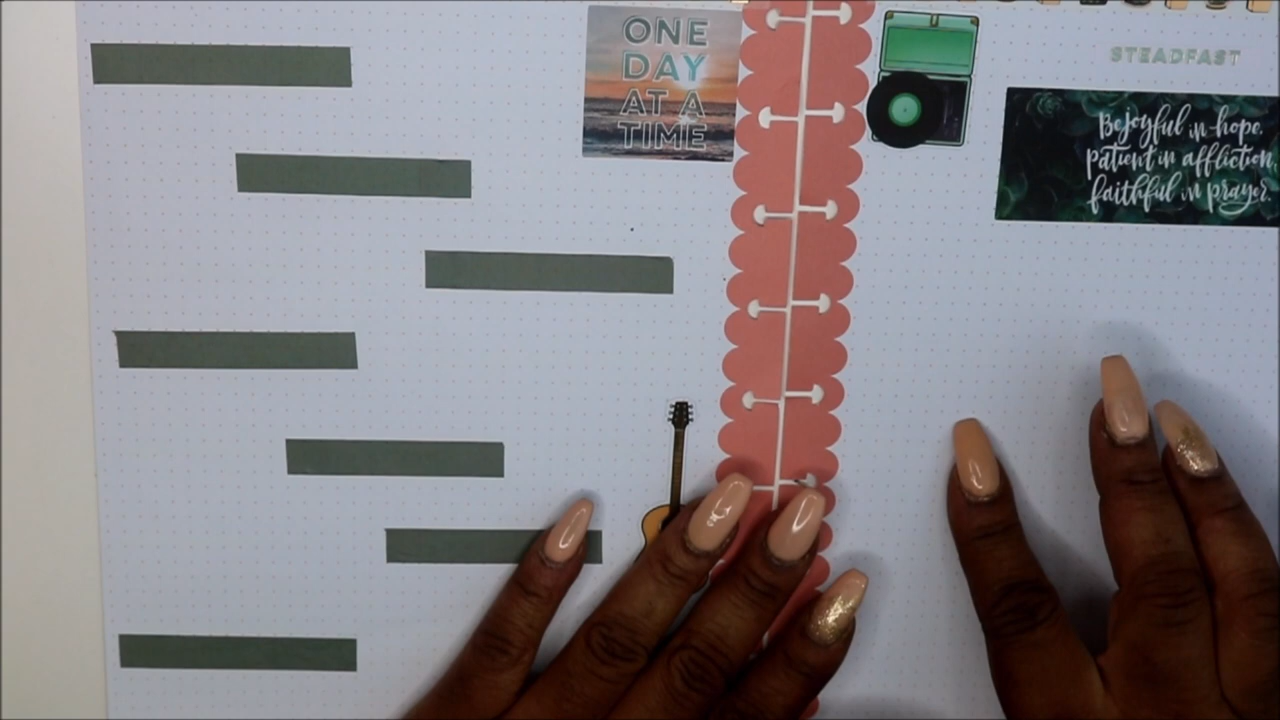 ONE
DAY
AT A
TIME
STEADFAST
Be joyful in hope,
patient in affliction,
faithful in prayer.